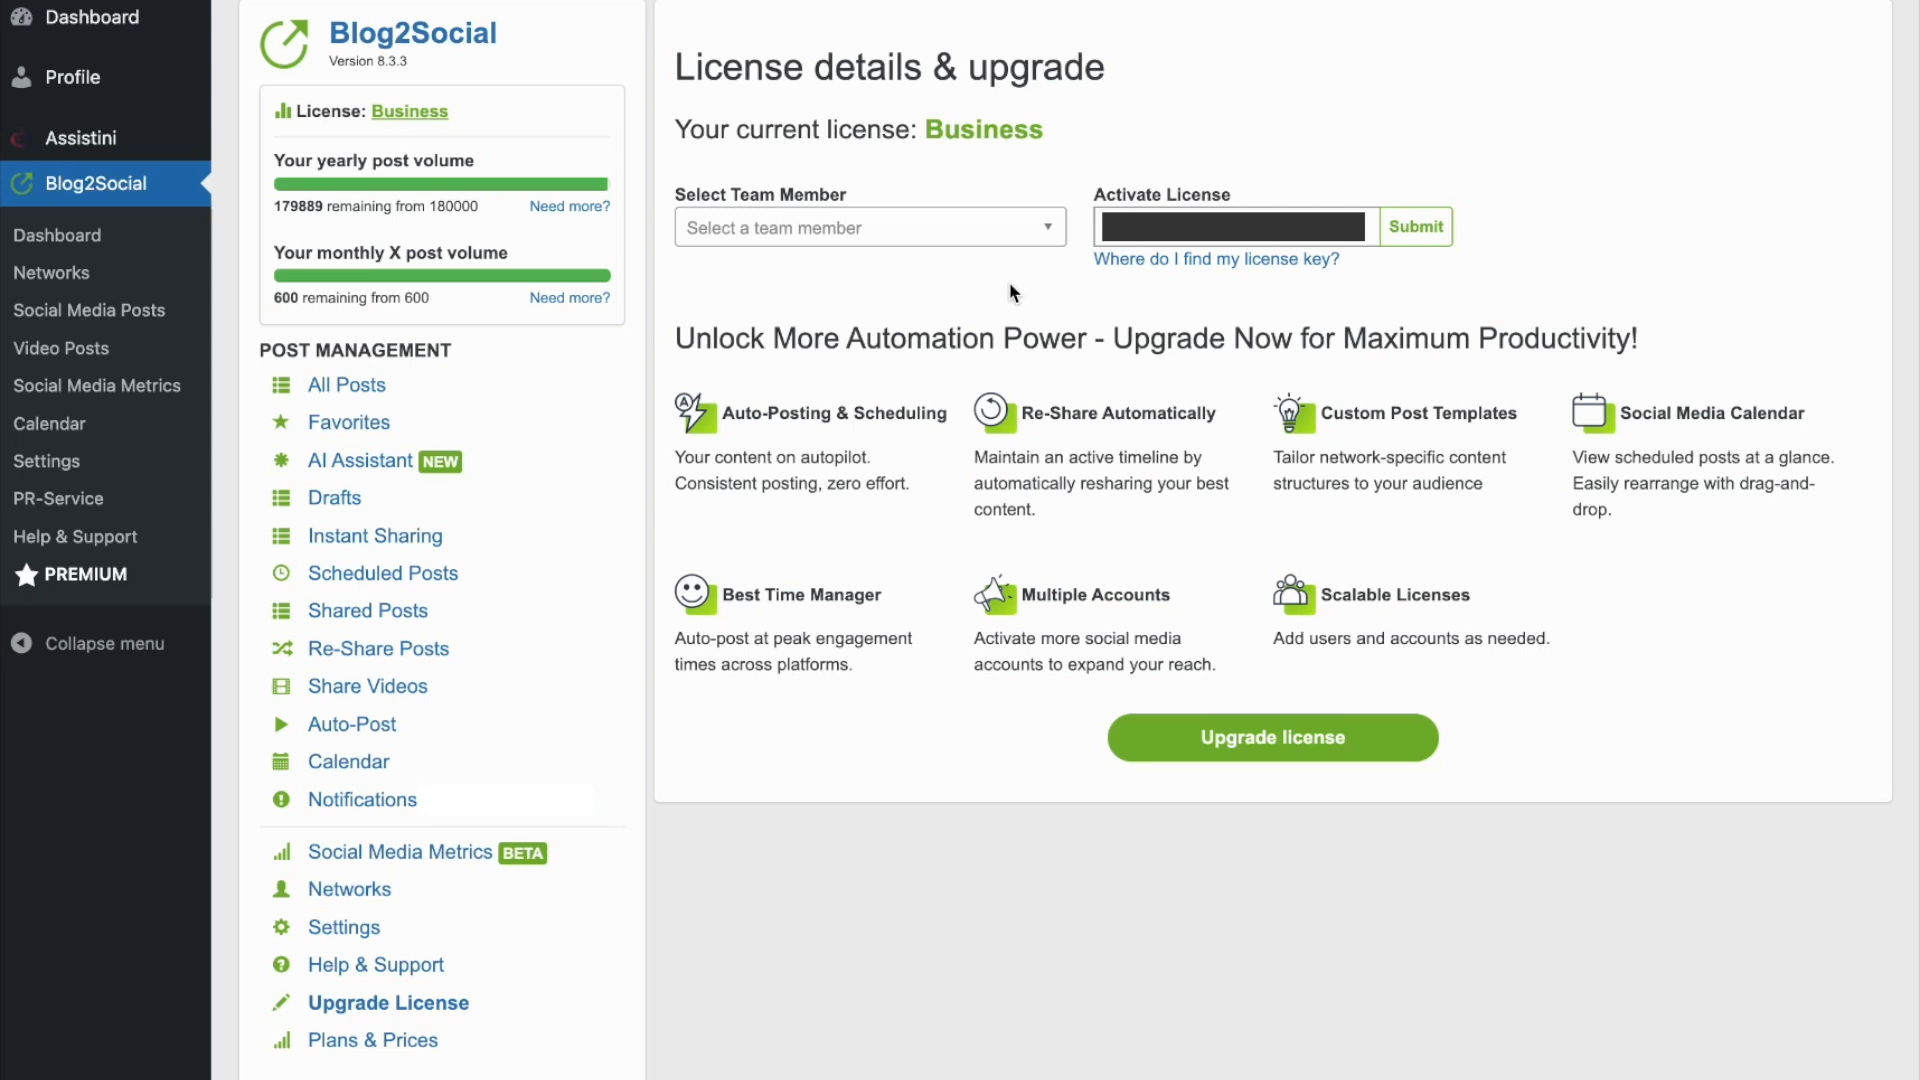 Dashboard
Profile
Assistini
Blog2Social
Dashboard
Networks
Social Media Posts
Video Posts
Social Media Metrics
Calendar
Settings
PR-Service
Help & Support
PREMIUM
Collapse menu
Blog2Social
Version 8.3.3
License: Business
Your yearly post volume
179889 remaining from 180000 Need more?
Your monthly X post volume
600 remaining from 600 Need more?
POST MANAGEMENT
All Posts
Favorites
AI Assistant NEW
Drafts
Instant Sharing
Scheduled Posts
Shared Posts
Re-Share Posts
Share Videos
Auto-Post
Calendar
Notifications
Social Media Metrics BETA
Networks
Settings
Help & Support
Upgrade License
Plans & Prices
License details & upgrade
Your current license: Business
Select Team Member
Select a team member
Activate License
Submit
Where do I find my license key?
Unlock More Automation Power - Upgrade Now for Maximum Productivity!
Auto-Posting & Scheduling
Your content on autopilot.
Consistent posting, zero effort.
Re-Share Automatically
Maintain an active timeline by
automatically resharing your best
content.
Custom Post Templates
Tailor network-specific content
structures to your audience
Social Media Calendar
View scheduled posts at a glance.
Easily rearrange with drag-and-
drop.
Best Time Manager
Auto-post at peak engagement
times across platforms.
Multiple Accounts
Activate more social media
accounts to expand your reach.
Scalable Licenses
Add users and accounts as needed.
Upgrade license